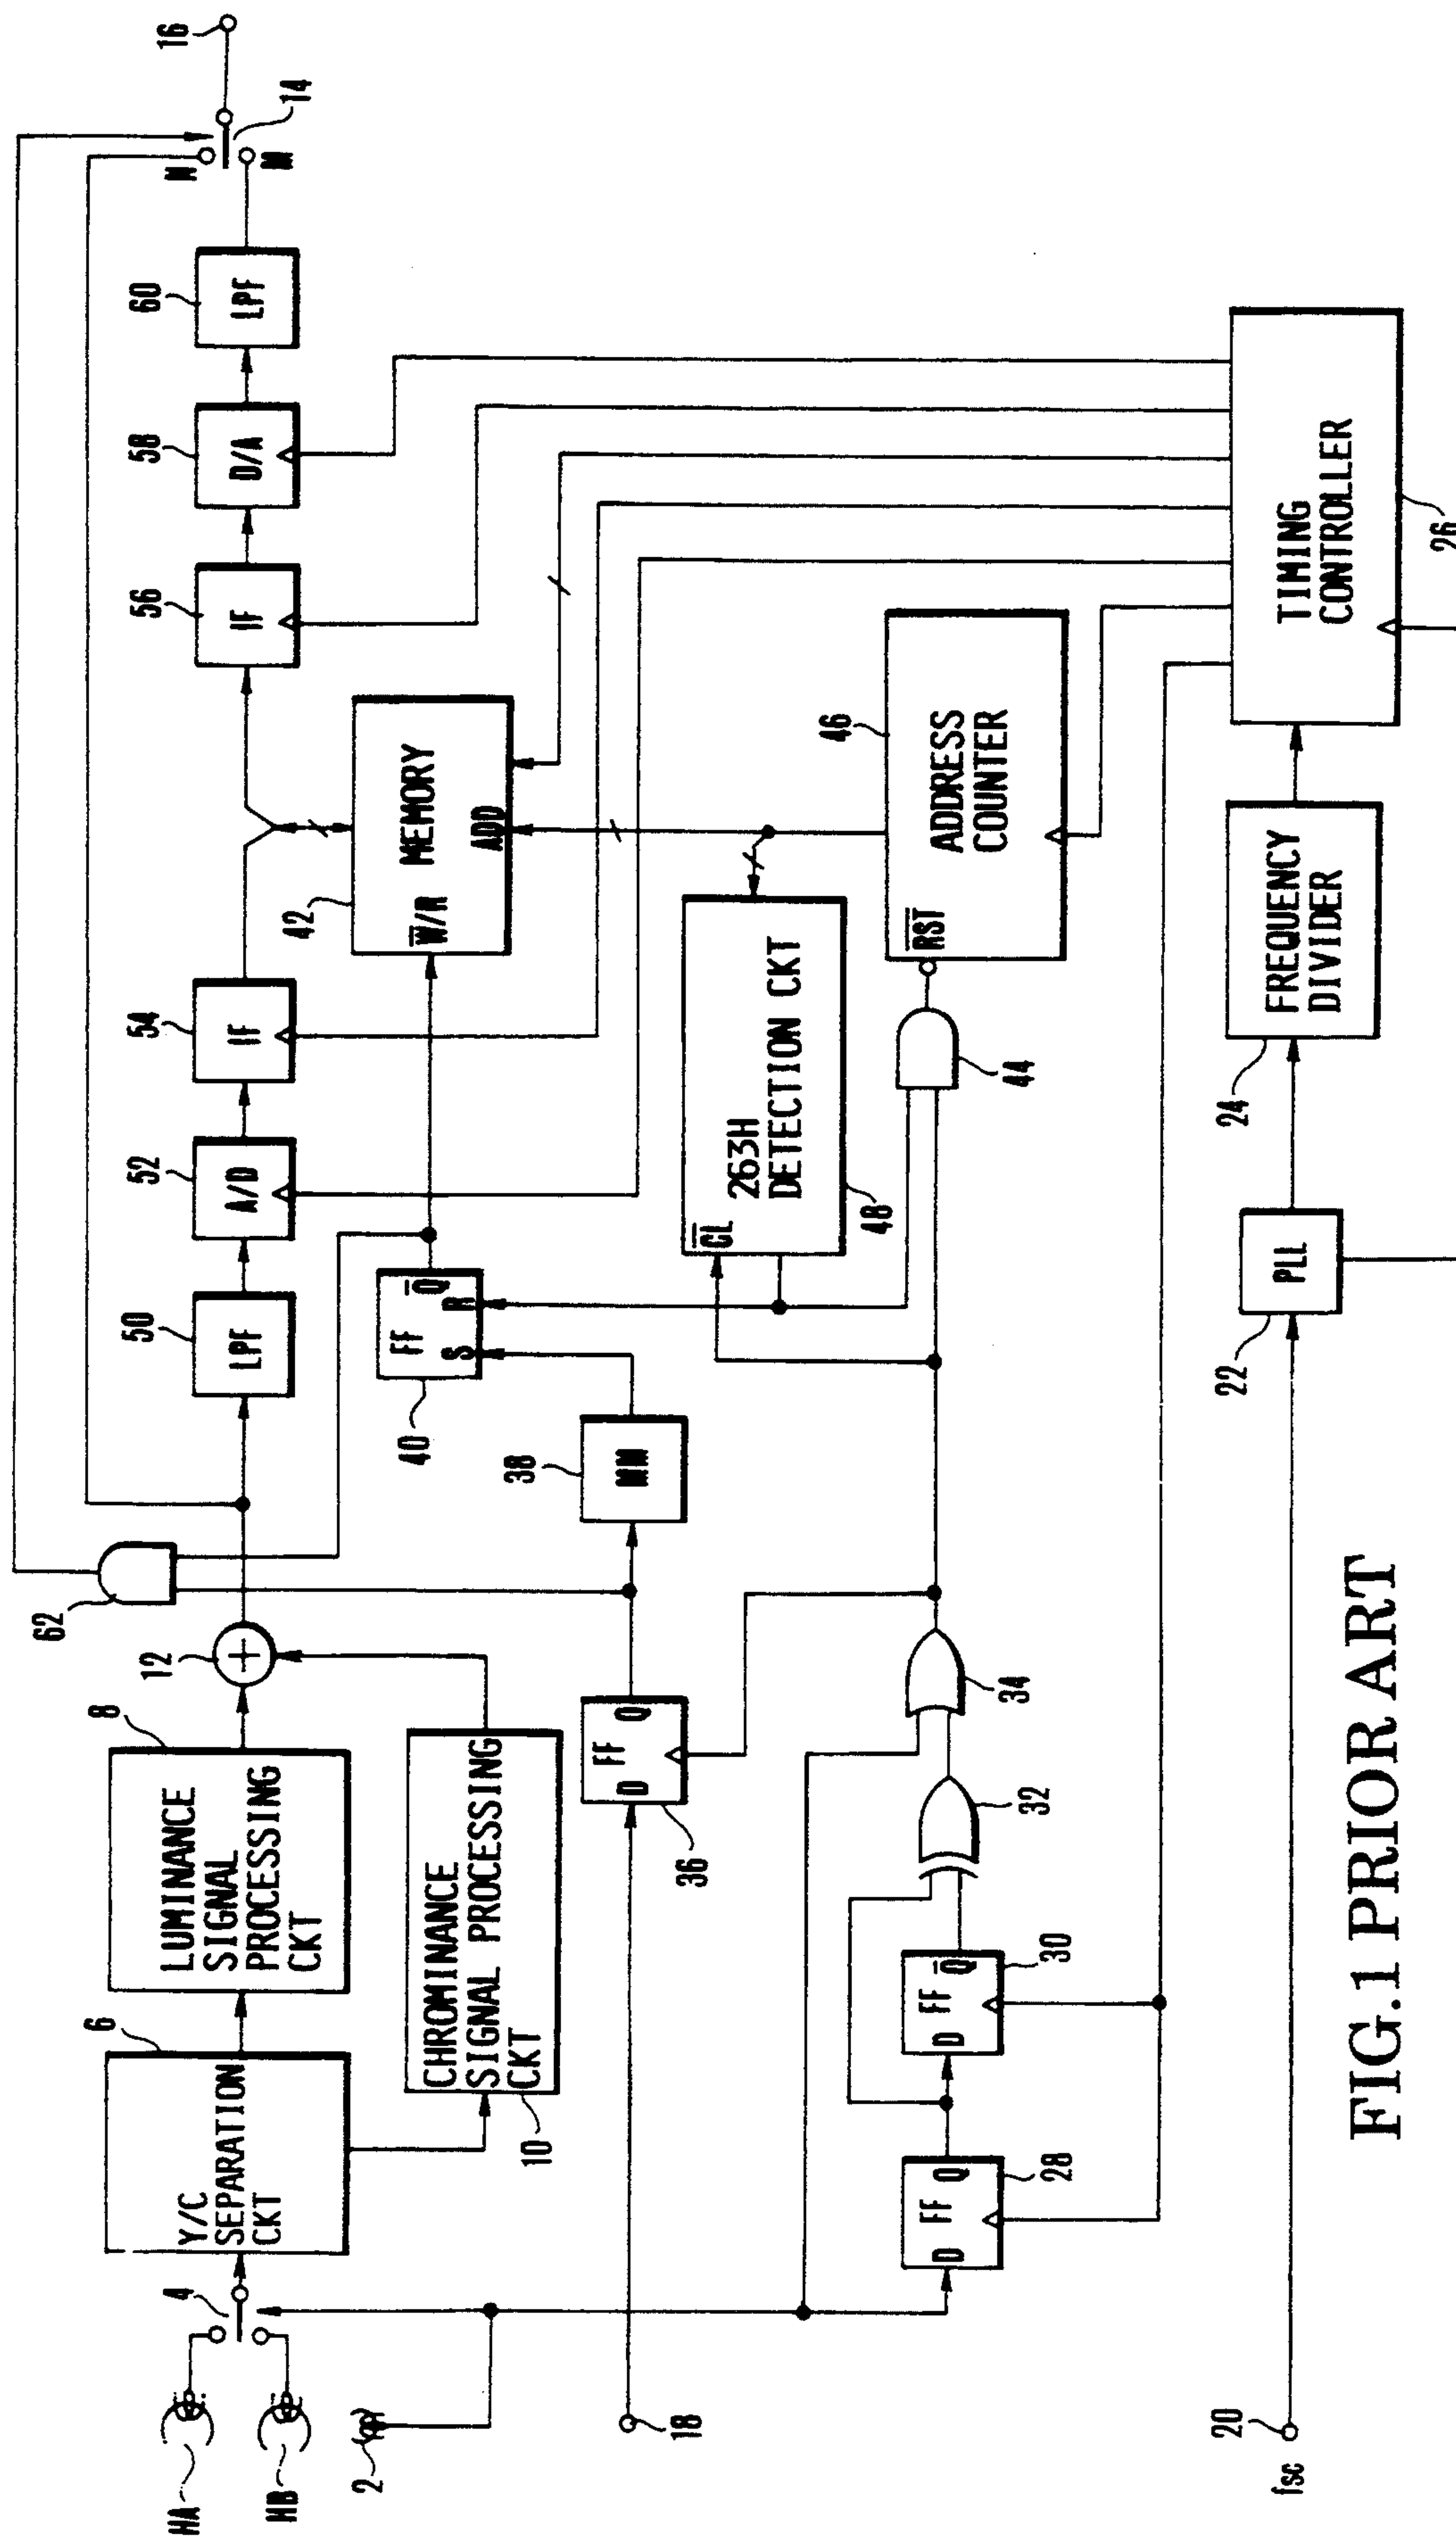 HA
HB
2
4
6
Y/C
SEPARATION
CKT
8
LUMINANCE
SIGNAL
PROCESSING
CKT
10
CHROMINANCE
SIGNAL PROCESSING
CKT
12
+
62
50
LPF
52
A/D
54
IF
56
IF
58
D/A
60
LPF
N
M
14
16
18
36
D FF Q
38
MM
40
FF
S R Q̅
42
MEMORY
W̅/R
ADD
263H
DETECTION CKT
C̅L̅
48
46
ADDRESS
COUNTER
R̅S̅T̅
44
28
D FF Q
30
D FF Q̅
32
34
fsc
20
22
PLL
24
FREQUENCY
DIVIDER
TIMING
CONTROLLER
26
FIG.1 PRIOR ART